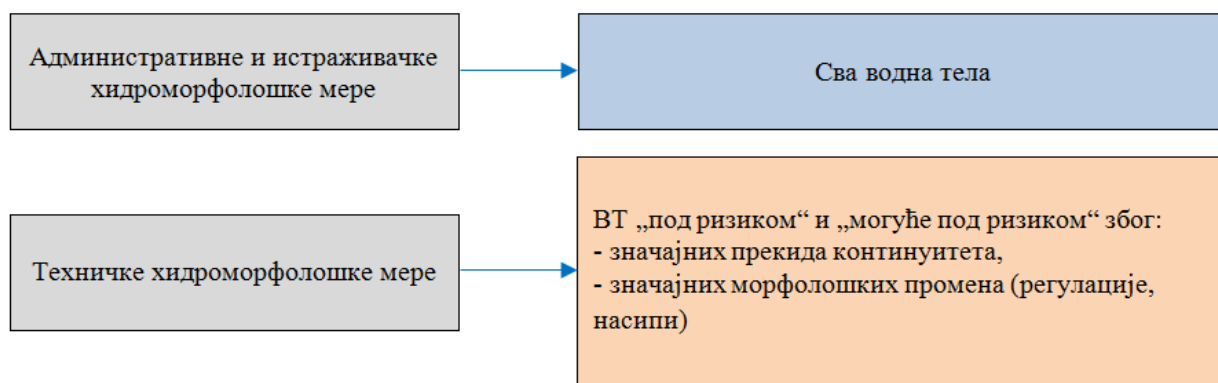 Административне и истраживачке
хидроморфолошке мере
Сва водна тела
Техничке хидроморфолошке мере
ВТ „под ризиком“ и „могуће под ризиком“ због:
- значајних прекида континуитета,
- значајних морфолошких промена (регулације,
насипи)